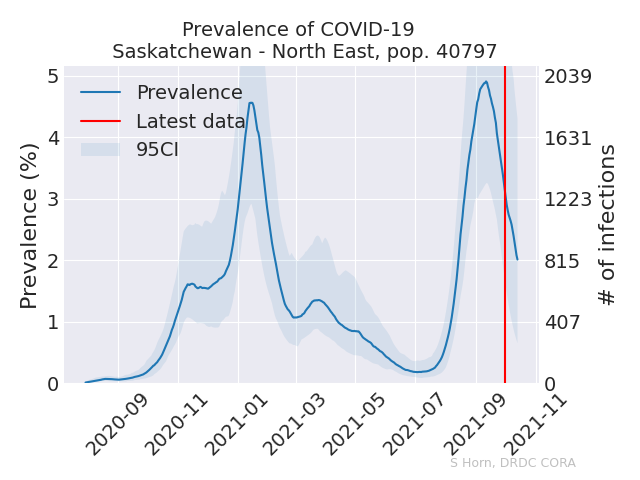 Prevalence of COVID-19
Saskatchewan - North East, pop. 40797
Prevalence
Latest data
95CI
Prevalence (%)
5
4
3
2
1
0
2039
1631
1223
815
407
0
# of infections
2020-09
2020-11
2021-01
2021-03
2021-05
2021-07
2021-09
2021-11
S Horn, DRDC CORA